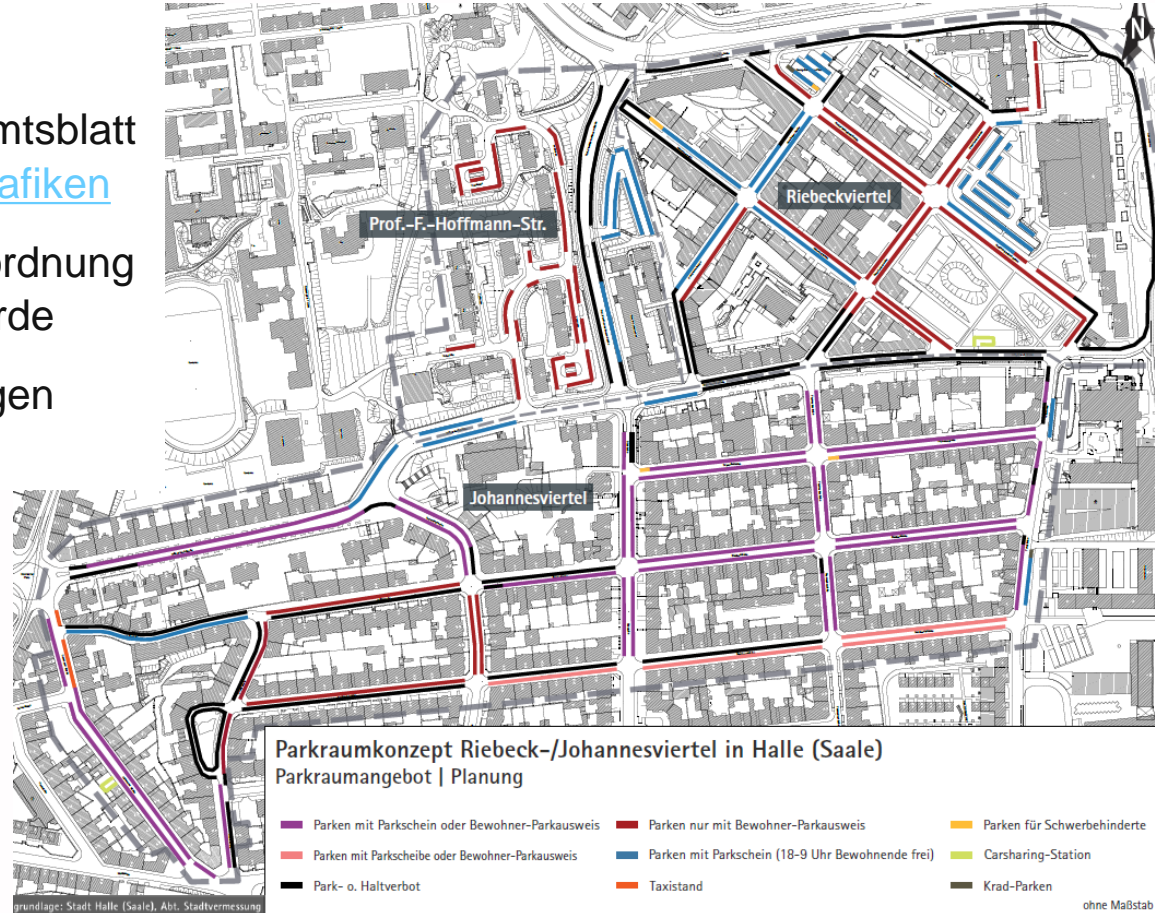 mtsblatt
afiken
ordnung
rde
gen
N
Prof.-F.-Hoffmann-Str.
Riebeckviertel
Johannesviertel
Parkraumkonzept Riebeck-/Johannesviertel in Halle (Saale)
Parkraumangebot | Planung
Parken mit Parkschein oder Bewohner-Parkausweis
Parken nur mit Bewohner-Parkausweis
Parken für Schwerbehinderte
Parken mit Parkscheibe oder Bewohner-Parkausweis
Parken mit Parkschein (18-9 Uhr Bewohnende frei)
Carsharing-Station
Park- o. Haltverbot
Taxistand
Krad-Parken
grundlage: Stadt Halle (Saale), Abt. Stadtvermessung
ohne Maßstab